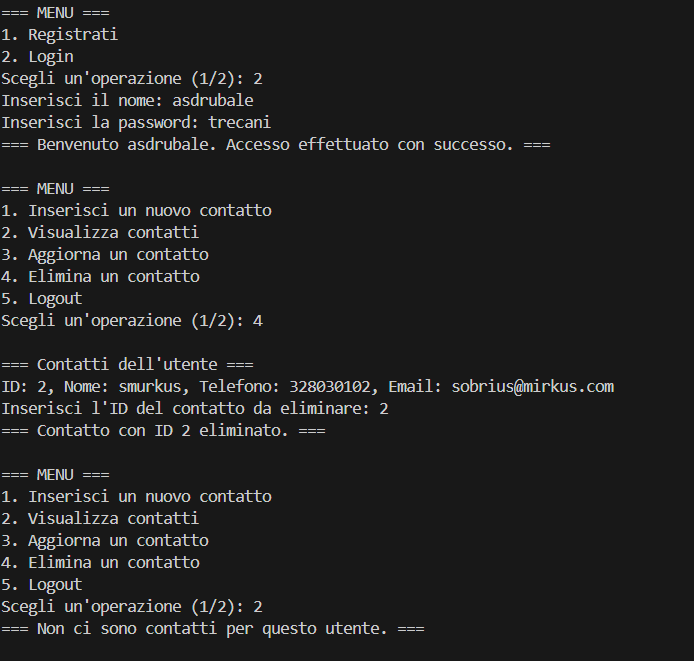 === MENU ===
1. Registrati
2. Login
Scegli un'operazione (1/2): 2
Inserisci il nome: asdrubale
Inserisci la password: trecani
=== Benvenuto asdrubale. Accesso effettuato con successo. ===
=== MENU ===
1. Inserisci un nuovo contatto
2. Visualizza contatti
3. Aggiorna un contatto
4. Elimina un contatto
5. Logout
Scegli un'operazione (1/2): 4
=== Contatti dell'utente ===
ID: 2, Nome: smurkus, Telefono: 328030102, Email: sobrius@mirkus.com
Inserisci l'ID del contatto da eliminare: 2
=== Contatto con ID 2 eliminato. ===
=== MENU ===
1. Inserisci un nuovo contatto
2. Visualizza contatti
3. Aggiorna un contatto
4. Elimina un contatto
5. Logout
Scegli un'operazione (1/2): 2
=== Non ci sono contatti per questo utente. ===